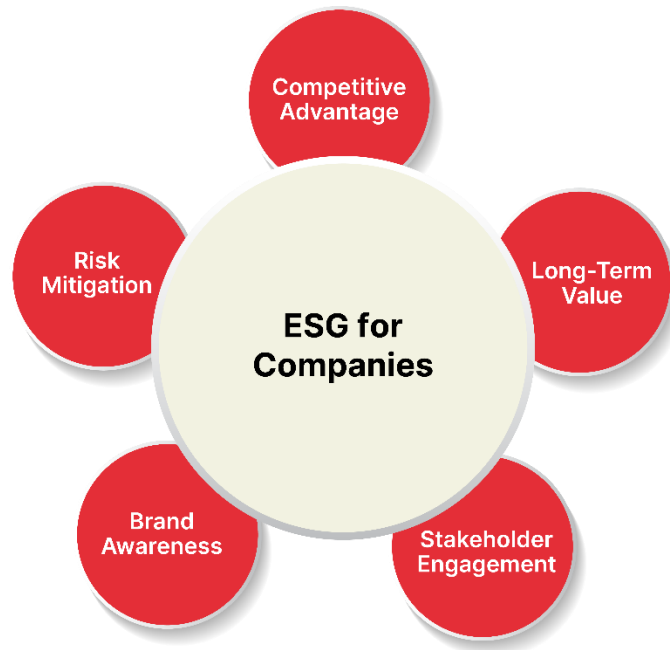 Competitive
Advantage
Risk
Mitigation
Long-Term
Value
ESG for
Companies
Brand
Awareness
Stakeholder
Engagement